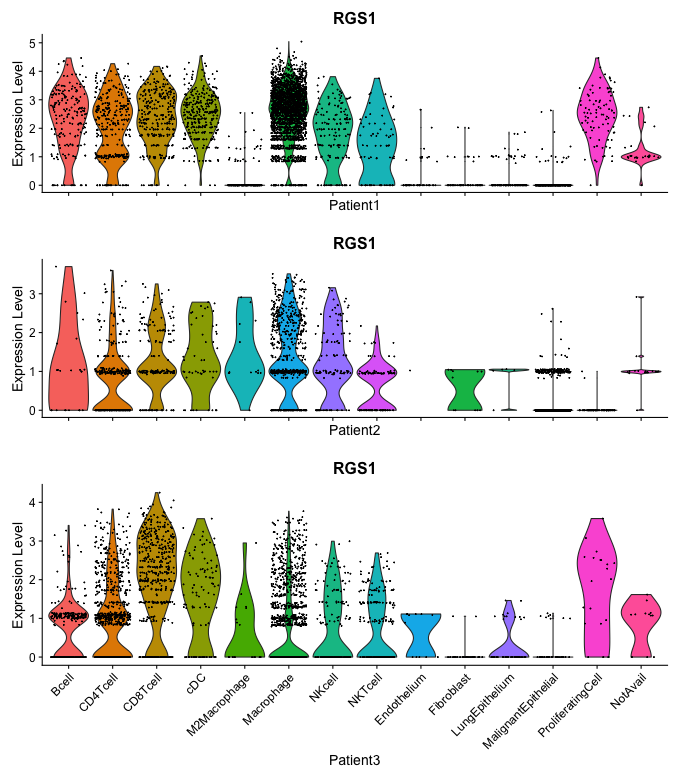 RGS1
Expression Level
5
4
3
2
1
0
Patient1
RGS1
Expression Level
3
2
1
0
Patient2
RGS1
Expression Level
4
3
2
1
0
Bcell
CD4Tcell
CD8Tcell
cDC
M2Macrophage
Macrophage
NKcell
NKTcell
Endothelium
Fibroblast
LungEpithelium
MalignantEpithelial
ProliferatingCell
NotAvail
Patient3